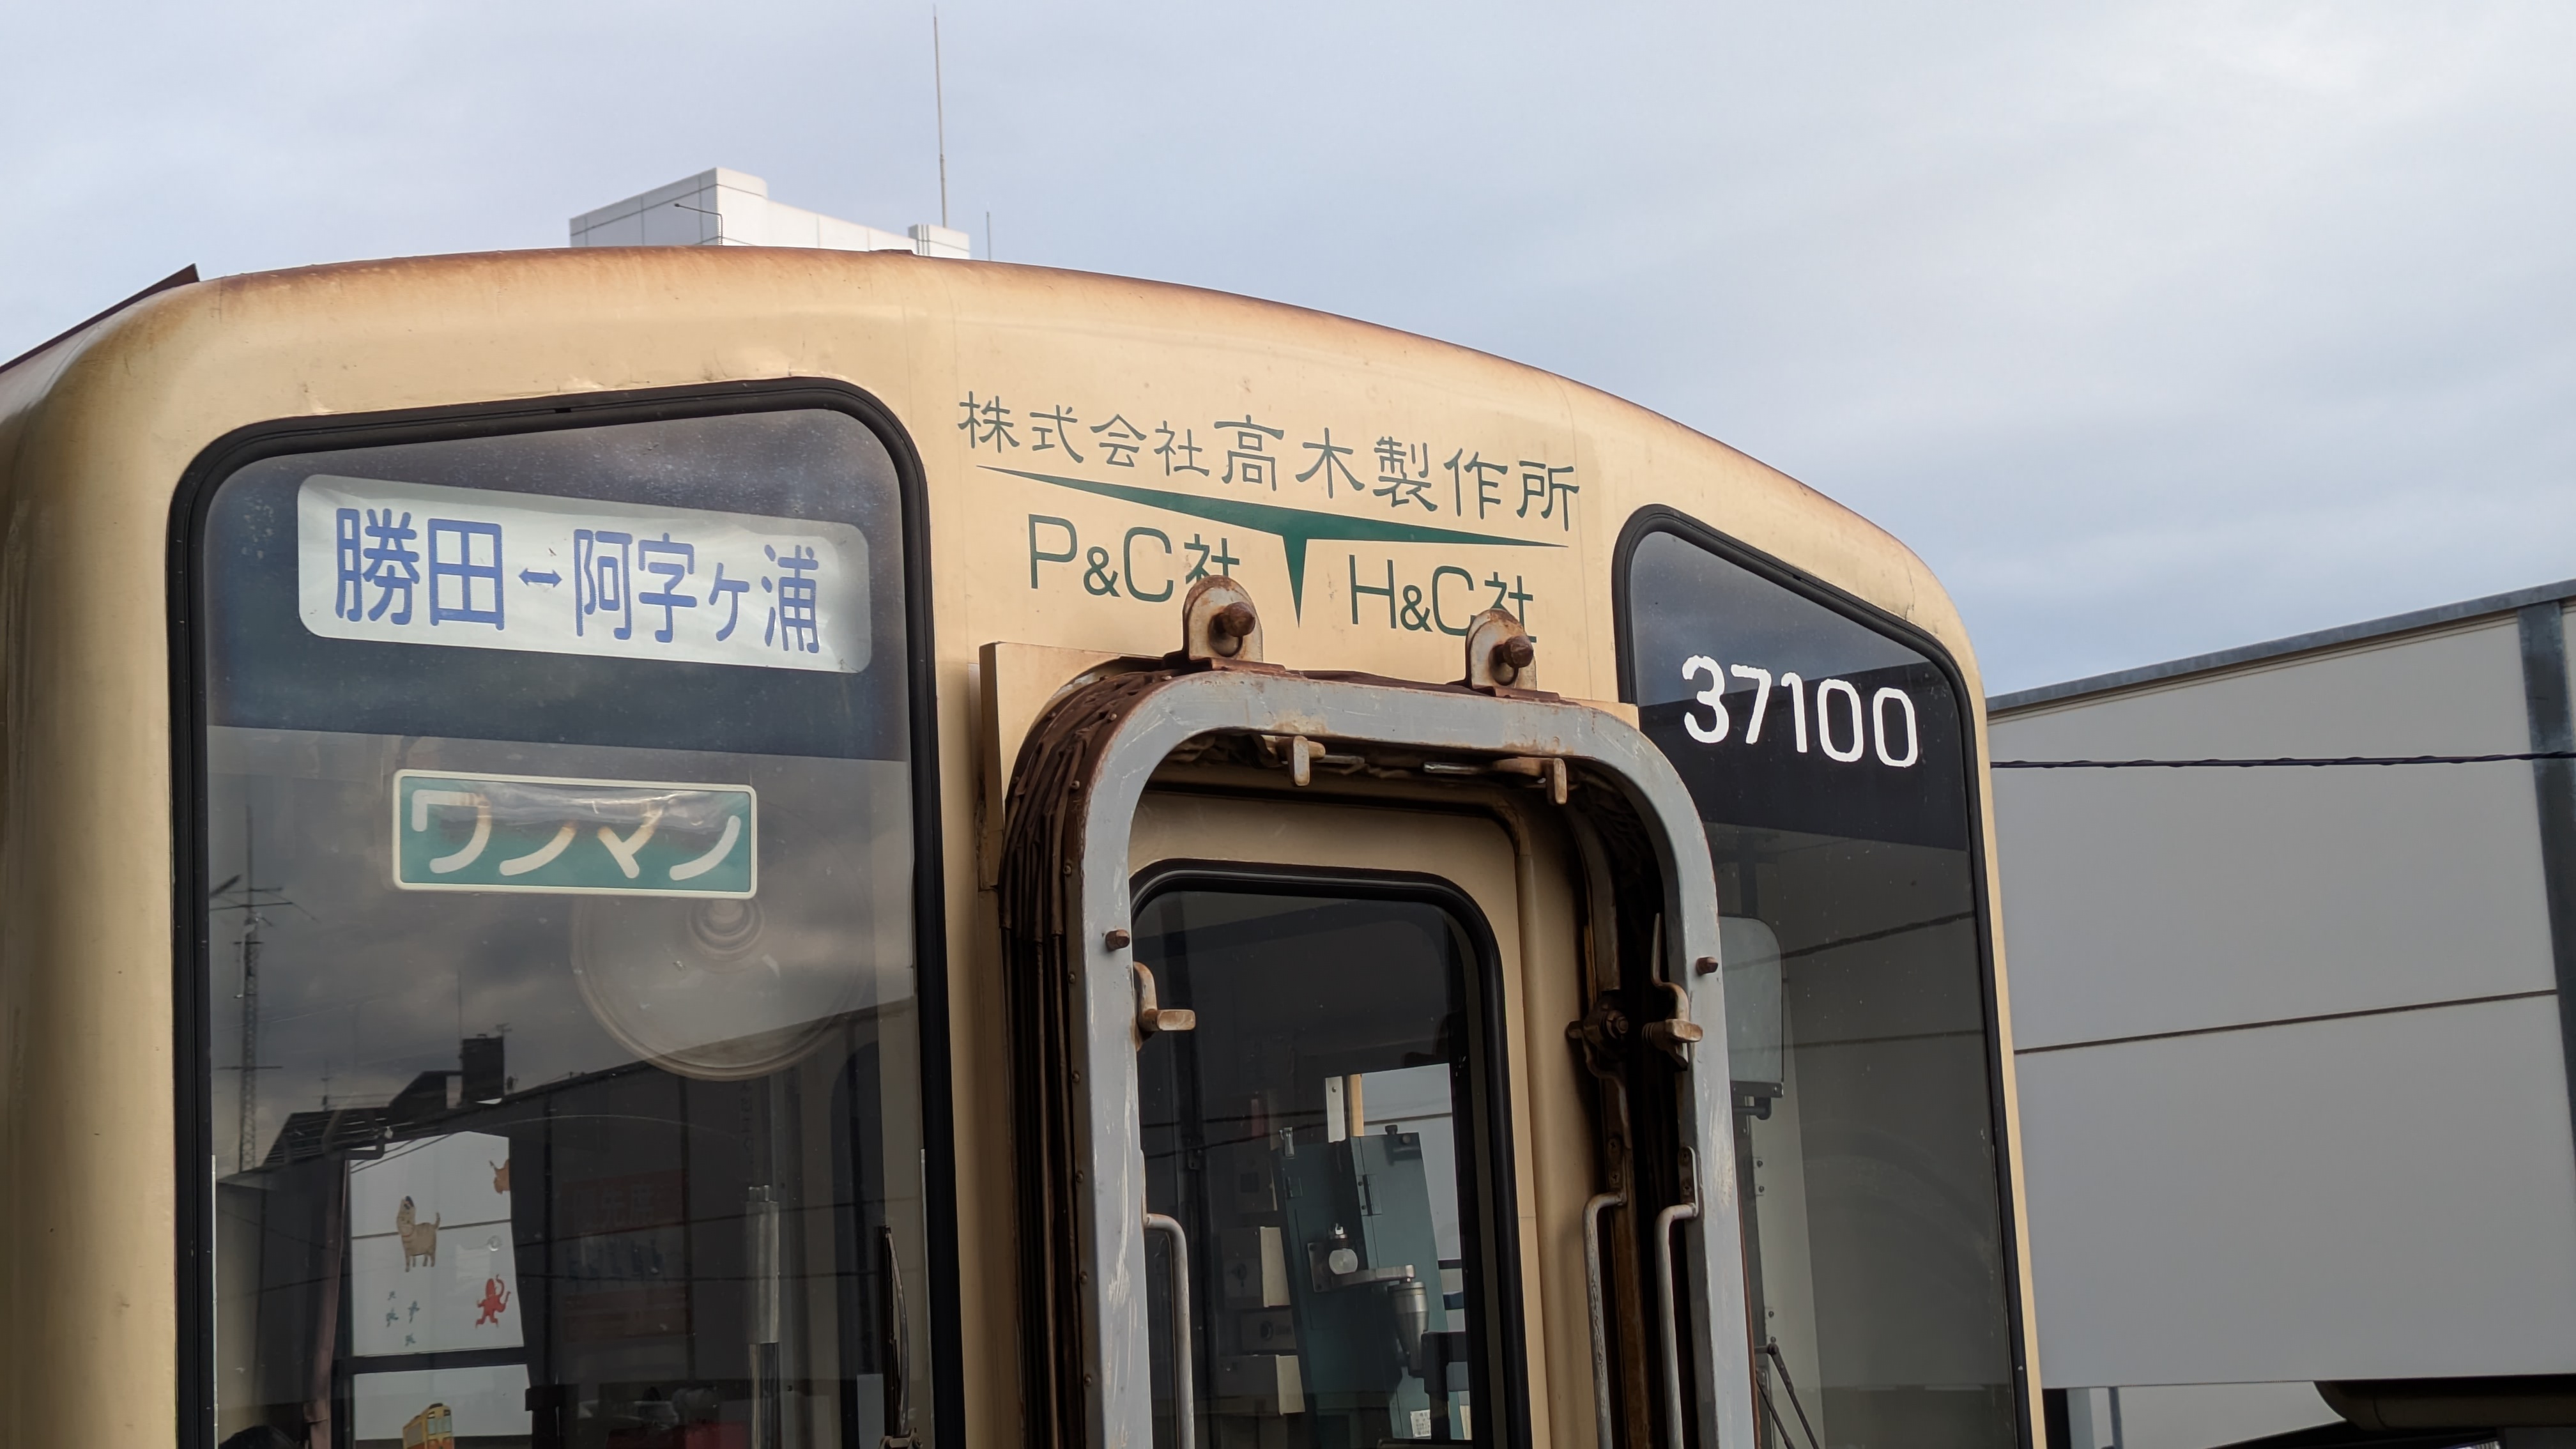 株式会社高木製作所
P&C社 H&C社
勝田↔阿字ヶ浦
37100
ワンマン